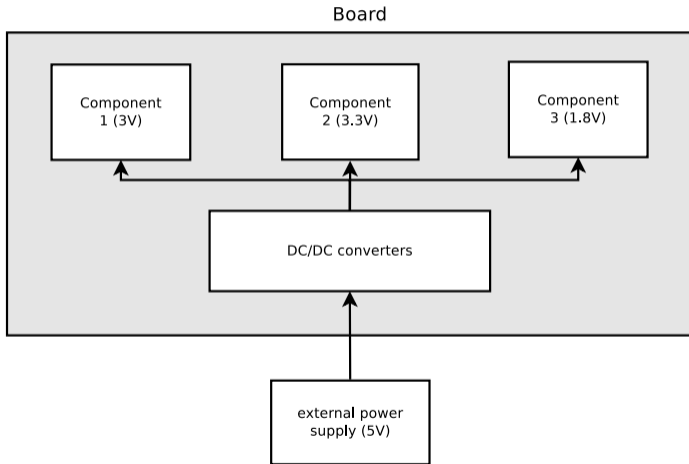 Board
Component
1 (3V)
Component
2 (3.3V)
Component
3 (1.8V)
DC/DC converters
external power
supply (5V)